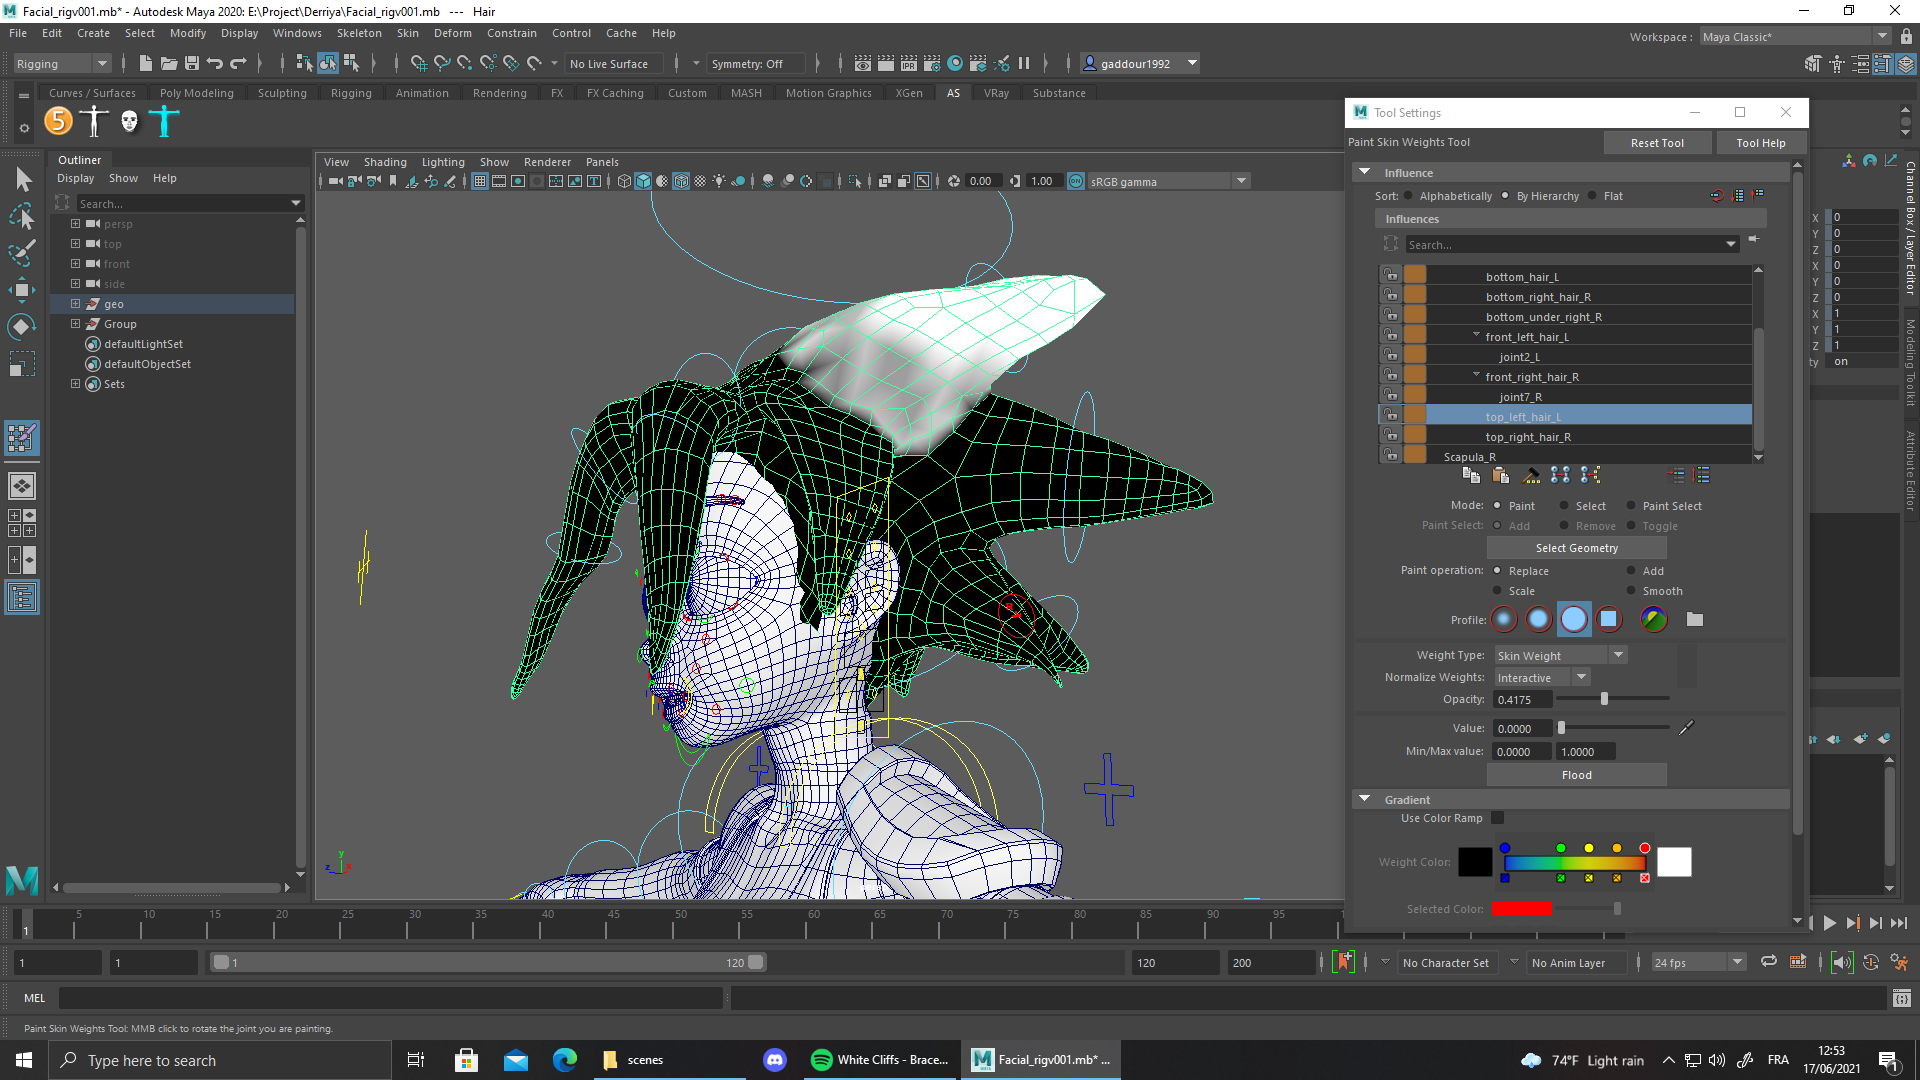 Facial_rigv001.mb* - Autodesk Maya 2020: E:\Project\Derriya\Facial_rigv001.mb   ---   Hair
File Edit Create Select Modify Display Windows Skeleton Skin Deform Constrain Control Cache Help
Workspace : Maya Classic*
Rigging
No Live Surface
Symmetry: Off
IPR
gaddour1992
Curves / Surfaces Poly Modeling Sculpting Rigging Animation Rendering FX FX Caching Custom MASH Motion Graphics XGen AS VRay Substance
5
Tool Settings
Paint Skin Weights Tool
Reset Tool
Tool Help
Outliner
Display Show Help
Search...
persp
top
front
side
geo
Group
defaultLightSet
defaultObjectSet
Sets
View Shading Lighting Show Renderer Panels
0.00
1.00
sRGB gamma
Influence
Sort: Alphabetically By Hierarchy Flat
Influences
Search...
bottom_hair_L
bottom_right_hair_R
bottom_under_right_R
front_left_hair_L
joint2_L
front_right_hair_R
joint7_R
top_left_hair_L
top_right_hair_R
Scapula_R
Mode: Paint Select Paint Select
Paint Select: Add Remove Toggle
Select Geometry
Paint operation: Replace Add
Scale Smooth
Profile:
Weight Type: Skin Weight
Normalize Weights: Interactive
Opacity: 0.4175
Value: 0.0000
Min/Max value: 0.0000 1.0000
Flood
Gradient
Use Color Ramp
Weight Color:
Selected Color:
X 0
Y 0
Z 0
X 0
Y 0
Z 0
X 1
Y 1
Z 1
ty on
Channel Box / Layer Editor
Modeling Toolkit
Attribute Editor
y
z
x
1 5 10 15 20 25 30 35 40 45 50 55 60 65 70 75 80 85 90 95
1 1 1 120 120 200
No Character Set
No Anim Layer
24 fps
MEL
Paint Skin Weights Tool: MMB click to rotate the joint you are painting.
Type here to search
scenes
White Cliffs - Brace...
Facial_rigv001.mb* ...
74°F Light rain
FRA
12:53
17/06/2021
1